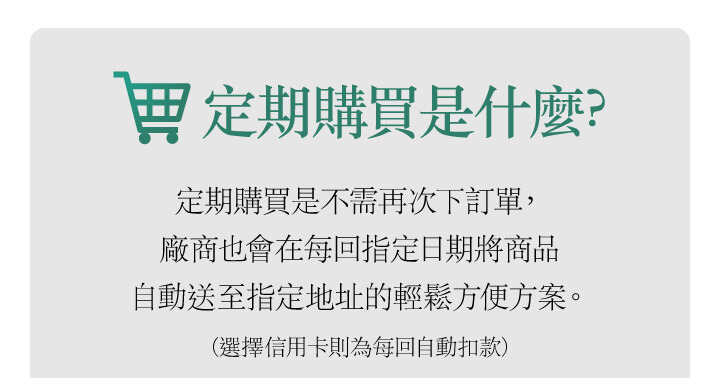 定期購買是什麼?
定期購買是不需再次下訂單，
廠商也會在每回指定日期將商品
自動送至指定地址的輕鬆方便方案。
（選擇信用卡則為每回自動扣款）